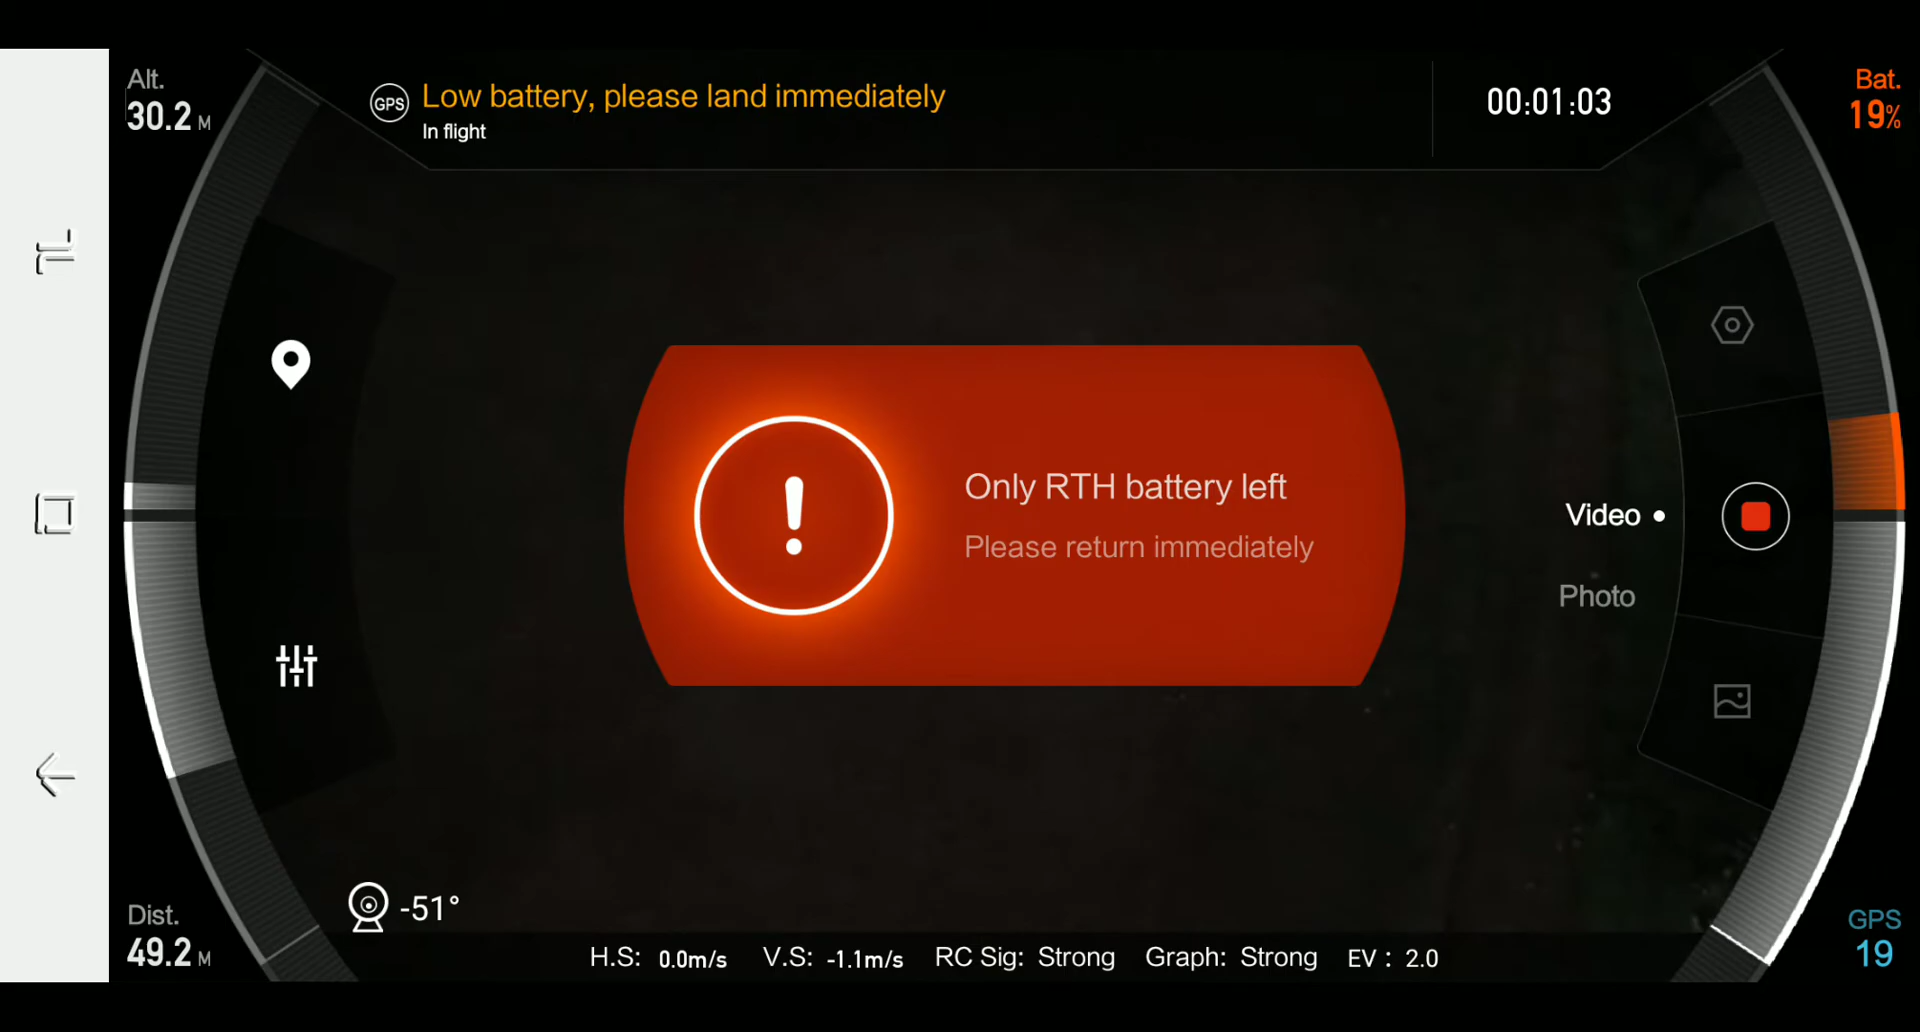 Alt.
30.2 M
GPS
Low battery, please land immediately
In flight
00:01:03
Bat.
19%
Only RTH battery left
Please return immediately
Video
Photo
-51°
Dist.
49.2 M
H.S: 0.0m/s V.S: -1.1m/s RC Sig: Strong Graph: Strong EV : 2.0
GPS
19